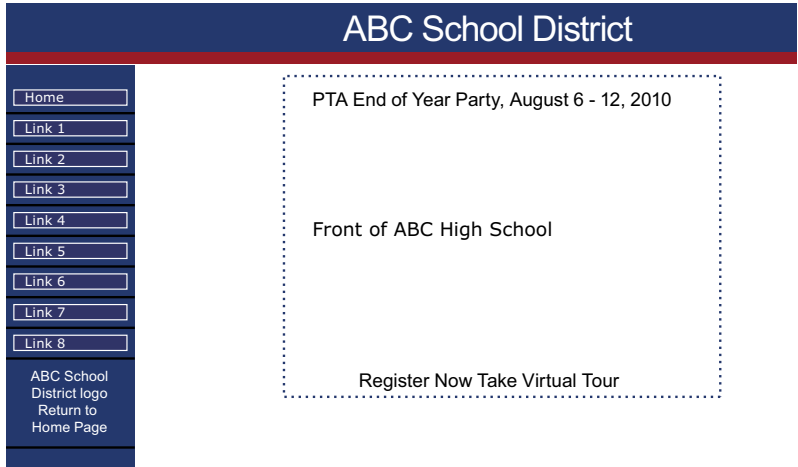 ABC School District
Home
Link 1
Link 2
Link 3
Link 4
Link 5
Link 6
Link 7
Link 8
ABC School
District logo
Return to
Home Page
PTA End of Year Party, August 6 - 12, 2010
Front of ABC High School
Register Now Take Virtual Tour